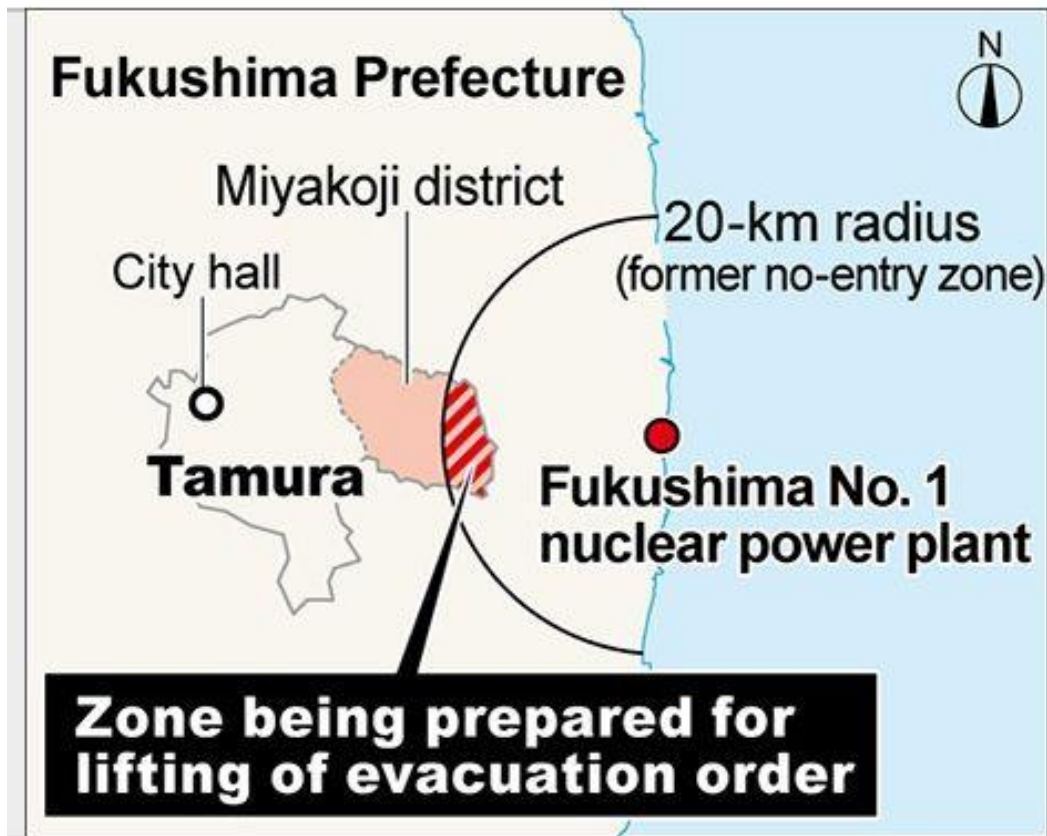 Fukushima Prefecture
N
Miyakoji district
20-km radius
(former no-entry zone)
City hall
Tamura
Fukushima No. 1
nuclear power plant
Zone being prepared for
lifting of evacuation order